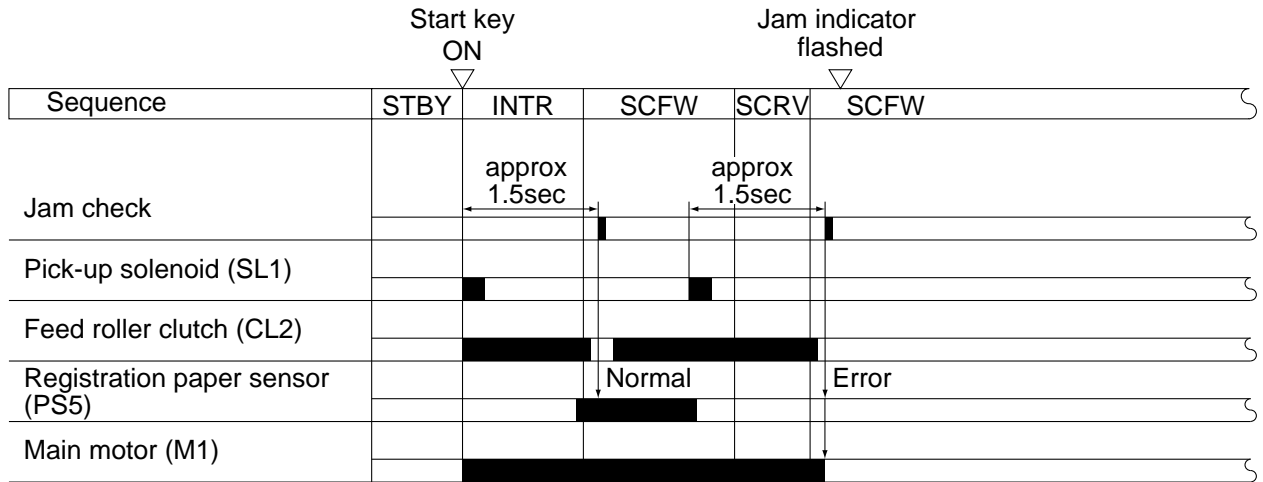 Start key
ON
Jam indicator
flashed
Sequence STBY INTR SCFW SCRV SCFW
approx
1.5sec
approx
1.5sec
Jam check
Pick-up solenoid (SL1)
Feed roller clutch (CL2)
Registration paper sensor
(PS5)
Normal
Error
Main motor (M1)